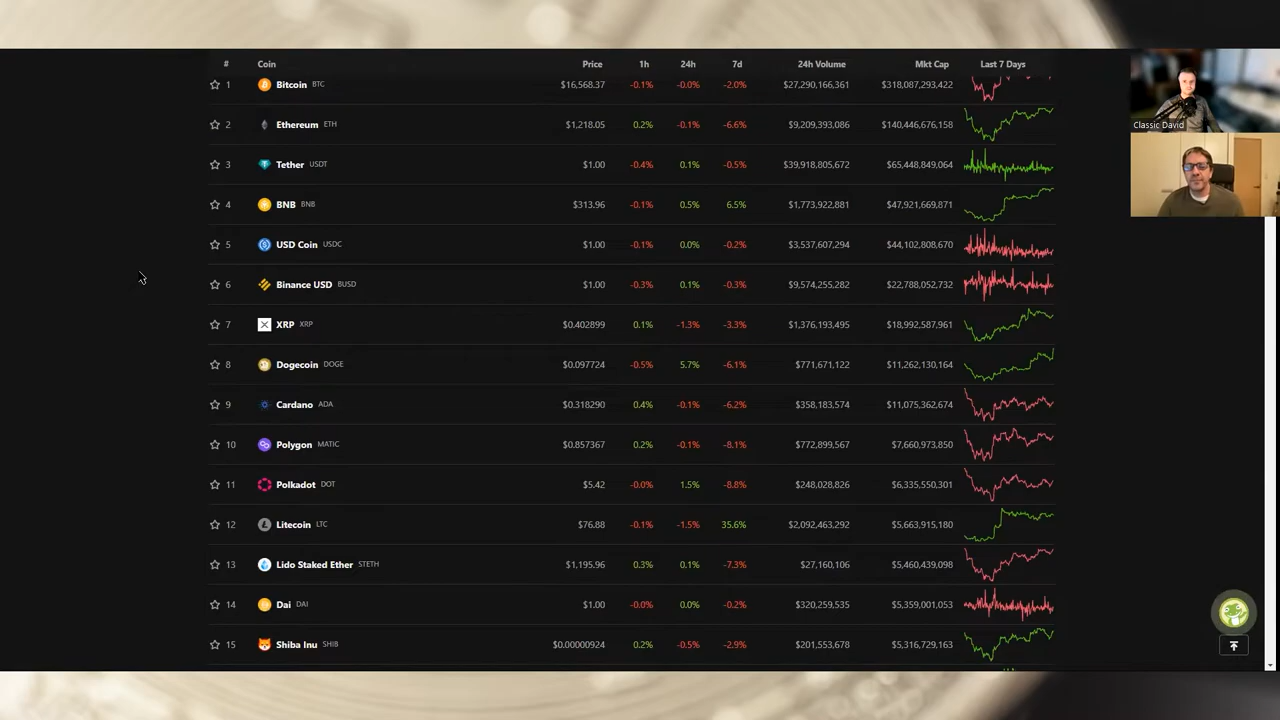 # Coin Price 1h 24h 7d 24h Volume Mkt Cap Last 7 Days
1 Bitcoin BTC $16,568.37 -0.1% -0.0% -2.0% $27,290,166,361 $318,087,293,422
2 Ethereum ETH $1,218.05 0.2% -0.1% -6.6% $9,209,393,086 $140,446,676,158
Classic David
3 Tether USDT $1.00 -0.4% 0.1% -0.5% $39,918,805,672 $65,448,849,064
4 BNB BNB $313.96 -0.1% 0.5% 6.5% $1,773,922,881 $47,921,669,871
5 USD Coin USDC $1.00 -0.1% 0.0% -0.2% $3,537,607,294 $44,102,808,670
6 Binance USD BUSD $1.00 -0.3% 0.1% -0.3% $9,574,255,282 $22,788,052,732
7 XRP XRP $0.402899 0.1% -1.3% -3.3% $1,376,193,495 $18,992,587,961
8 Dogecoin DOGE $0.097724 -0.5% 5.7% -6.1% $771,671,122 $11,262,130,164
9 Cardano ADA $0.318290 0.4% -0.1% -6.2% $358,183,574 $11,075,362,674
10 Polygon MATIC $0.857367 0.2% -0.1% -8.1% $772,899,567 $7,660,973,850
11 Polkadot DOT $5.42 -0.0% 1.5% -8.8% $248,028,826 $6,335,550,301
12 Litecoin LTC $76.88 -0.1% -1.5% 35.6% $2,092,463,292 $5,663,915,180
13 Lido Staked Ether STETH $1,195.96 0.3% 0.1% -7.3% $27,160,106 $5,460,439,098
14 Dai DAI $1.00 -0.0% 0.0% -0.2% $320,259,535 $5,359,001,053
15 Shiba Inu SHIB $0.00000924 0.2% -0.5% -2.9% $201,553,678 $5,316,729,163